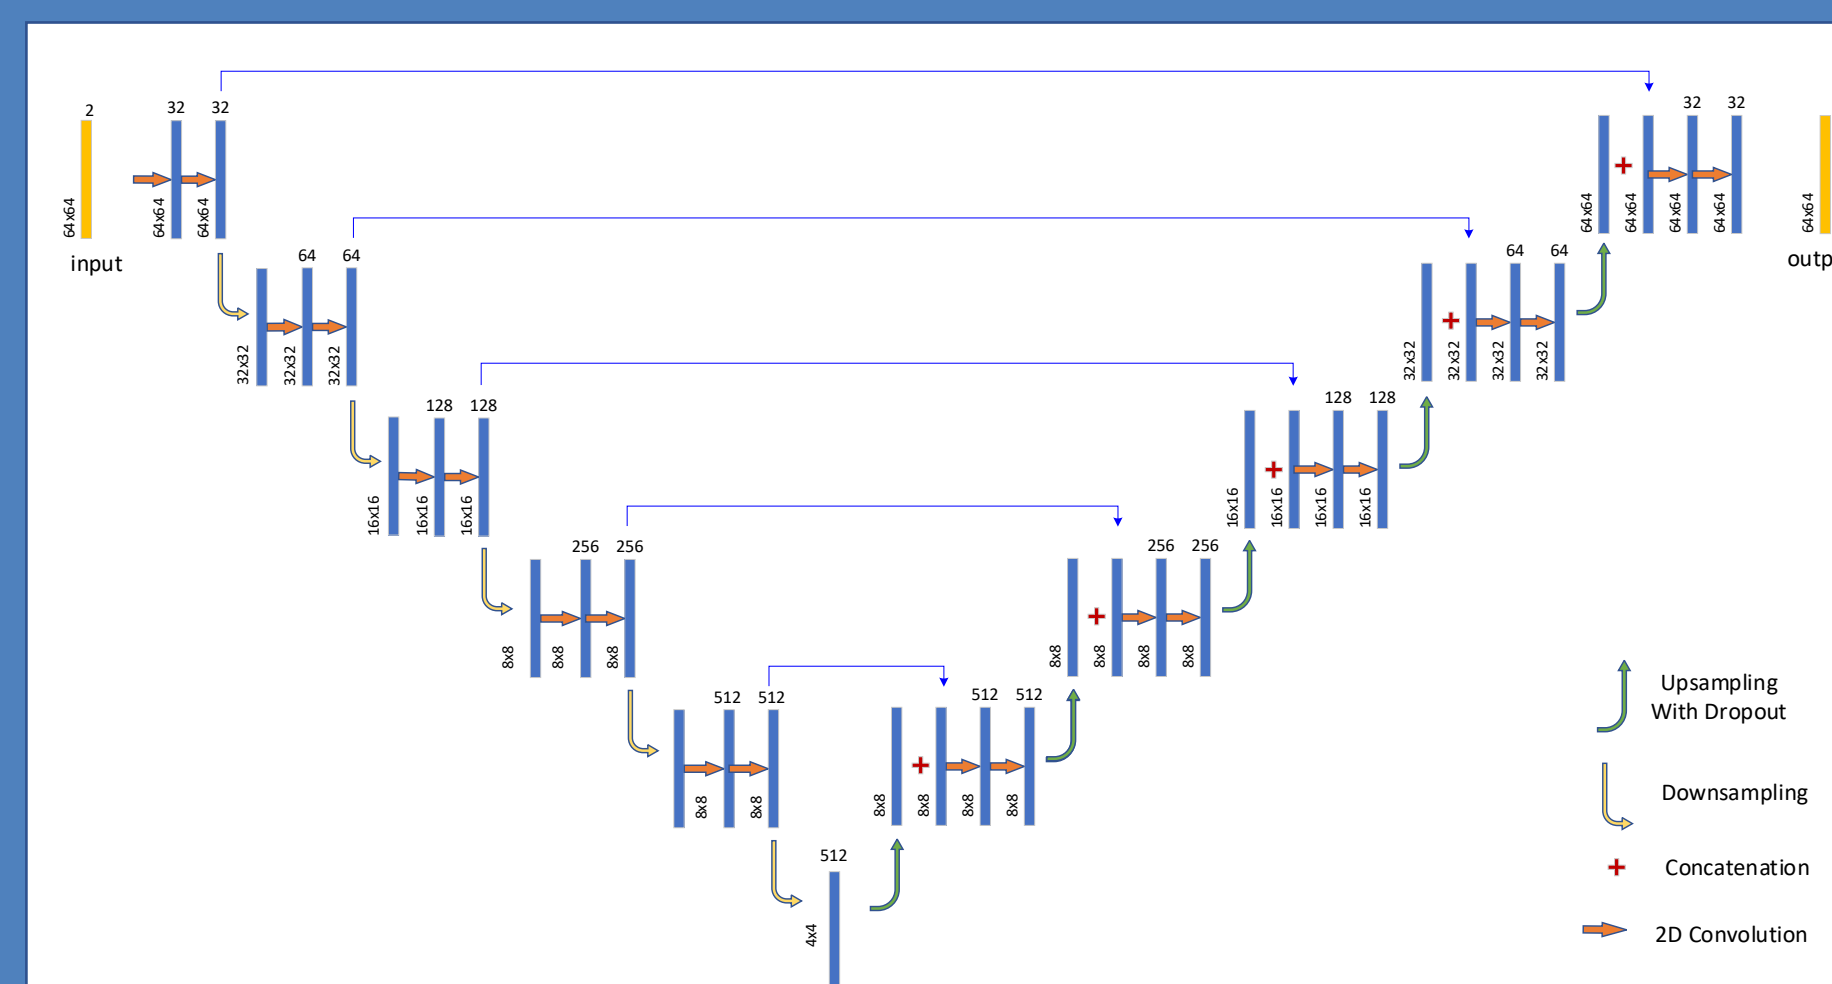 2
32
32
32
32
64x64
64x64
64x64
64x64
64x64
64x64
64x64
64x64
input
outp
64
64
64
64
32x32
32x32
32x32
32x32
32x32
32x32
32x32
128
128
128
128
16x16
16x16
16x16
16x16
16x16
16x16
16x16
256
256
256
256
8x8
8x8
8x8
8x8
8x8
8x8
8x8
512
512
512
512
8x8
8x8
8x8
8x8
8x8
8x8
512
4x4
Upsampling
With Dropout
Downsampling
+ Concatenation
2D Convolution